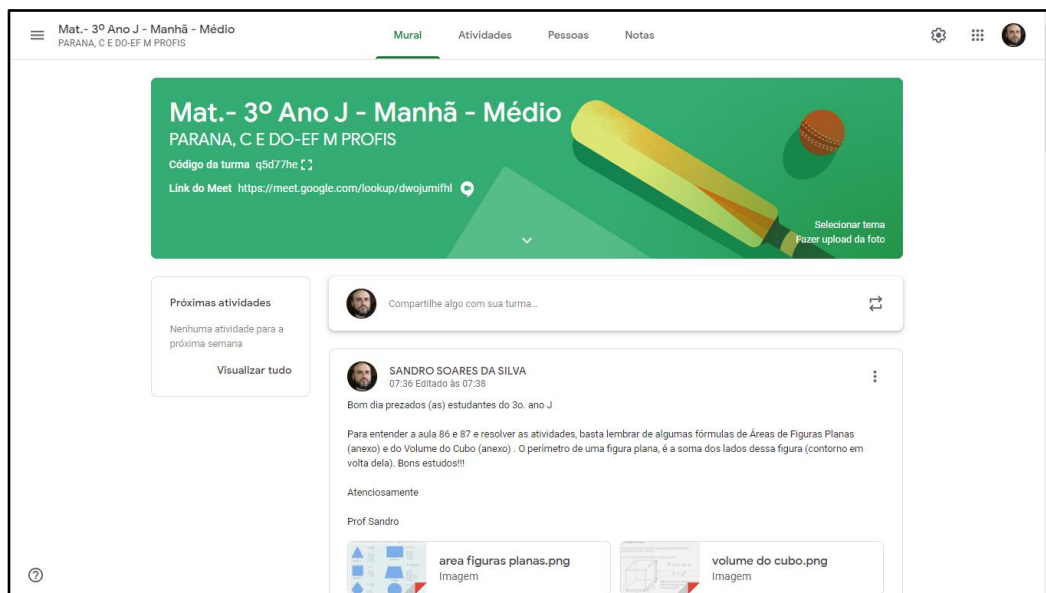 Mat.- 3º Ano J - Manhã - Médio
PARANA, C E DO-EF M PROFIS
Mural
Atividades
Pessoas
Notas
Mat.- 3º Ano J - Manhã - Médio
PARANA, C E DO-EF M PROFIS
Código da turma q5d77he
Link do Meet https://meet.google.com/lookup/dwojumifhl
Selecionar tema
Fazer upload da foto
Próximas atividades
Nenhuma atividade para a
próxima semana
Visualizar tudo
Compartilhe algo com sua turma...
SANDRO SOARES DA SILVA
07:36 Editado às 07:38
Bom dia prezados (as) estudantes do 3o. ano J
Para entender a aula 86 e 87 e resolver as atividades, basta lembrar de algumas fórmulas de Áreas de Figuras Planas
(anexo) e do Volume do Cubo (anexo) . O perímetro de uma figura plana, é a soma dos lados dessa figura (contorno em
volta dela). Bons estudos!!!
Atenciosamente
Prof Sandro
area figuras planas.png
Imagem
volume do cubo.png
Imagem